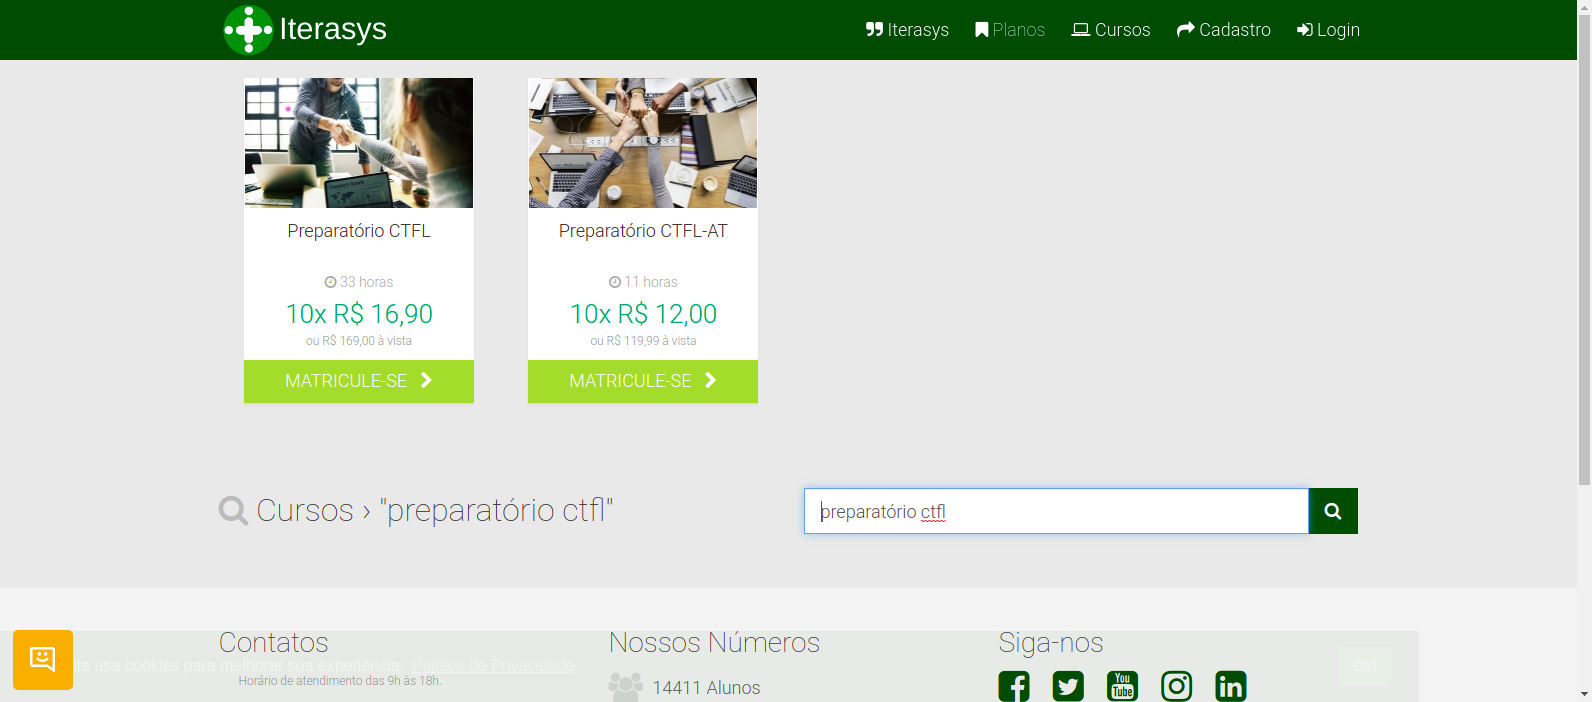 Iterasys
Iterasys
Planos
Cursos
Cadastro
Login
Preparatório CTFL
33 horas
10x R$ 16,90
ou R$ 169,00 à vista
MATRICULE-SE
Preparatório CTFL-AT
11 horas
10x R$ 12,00
ou R$ 119,99 à vista
MATRICULE-SE
Cursos › "preparatório ctfl"
preparatório ctfl
Contatos
usa cookies para melhorar sua experiência. Política de Privacidade
Ok!
Horário de atendimento das 9h às 18h.
Nossos Números
14411 Alunos
Siga-nos
You
Tube
in